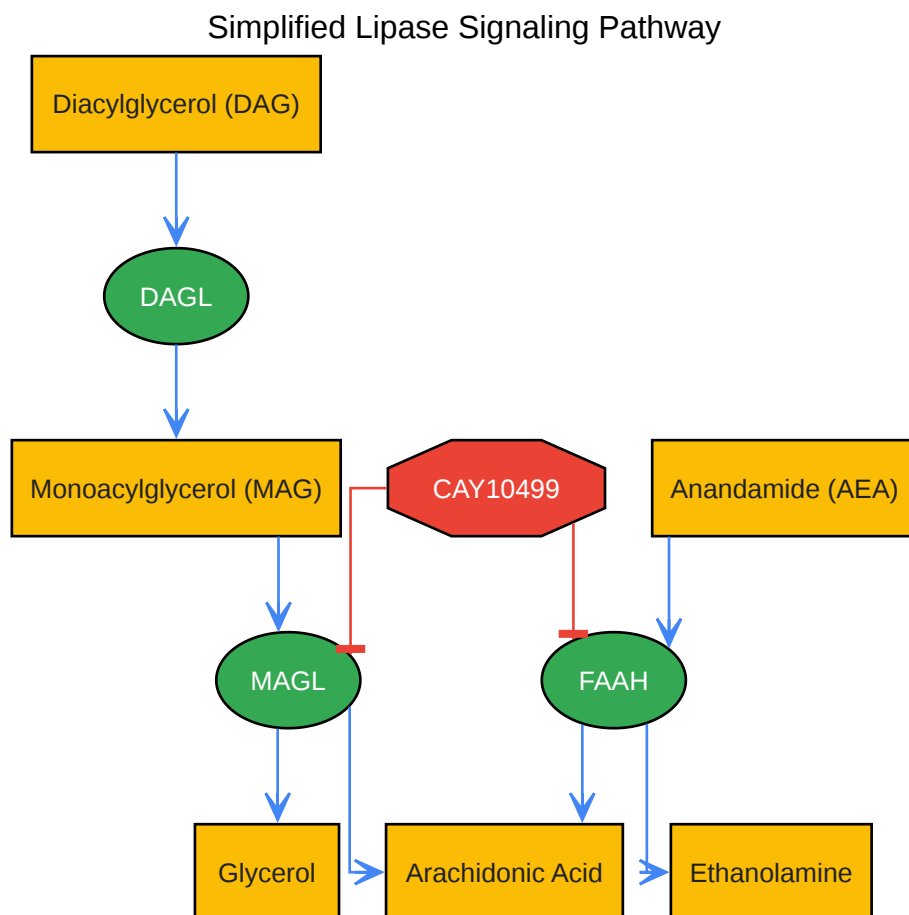 Simplified Lipase Signaling Pathway
Diacylglycerol (DAG)
DAGL
Monoacylglycerol (MAG)
CAY10499
Anandamide (AEA)
MAGL
FAAH
Glycerol
Arachidonic Acid
Ethanolamine